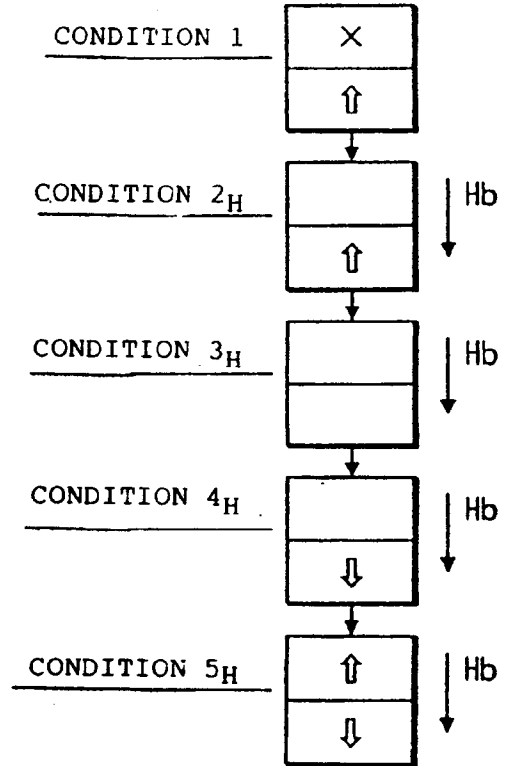 CONDITION 1
×
⇧
CONDITION 2H
Hb
⇧
CONDITION 3H
Hb
CONDITION 4H
Hb
⇩
CONDITION 5H
⇧
Hb
⇩